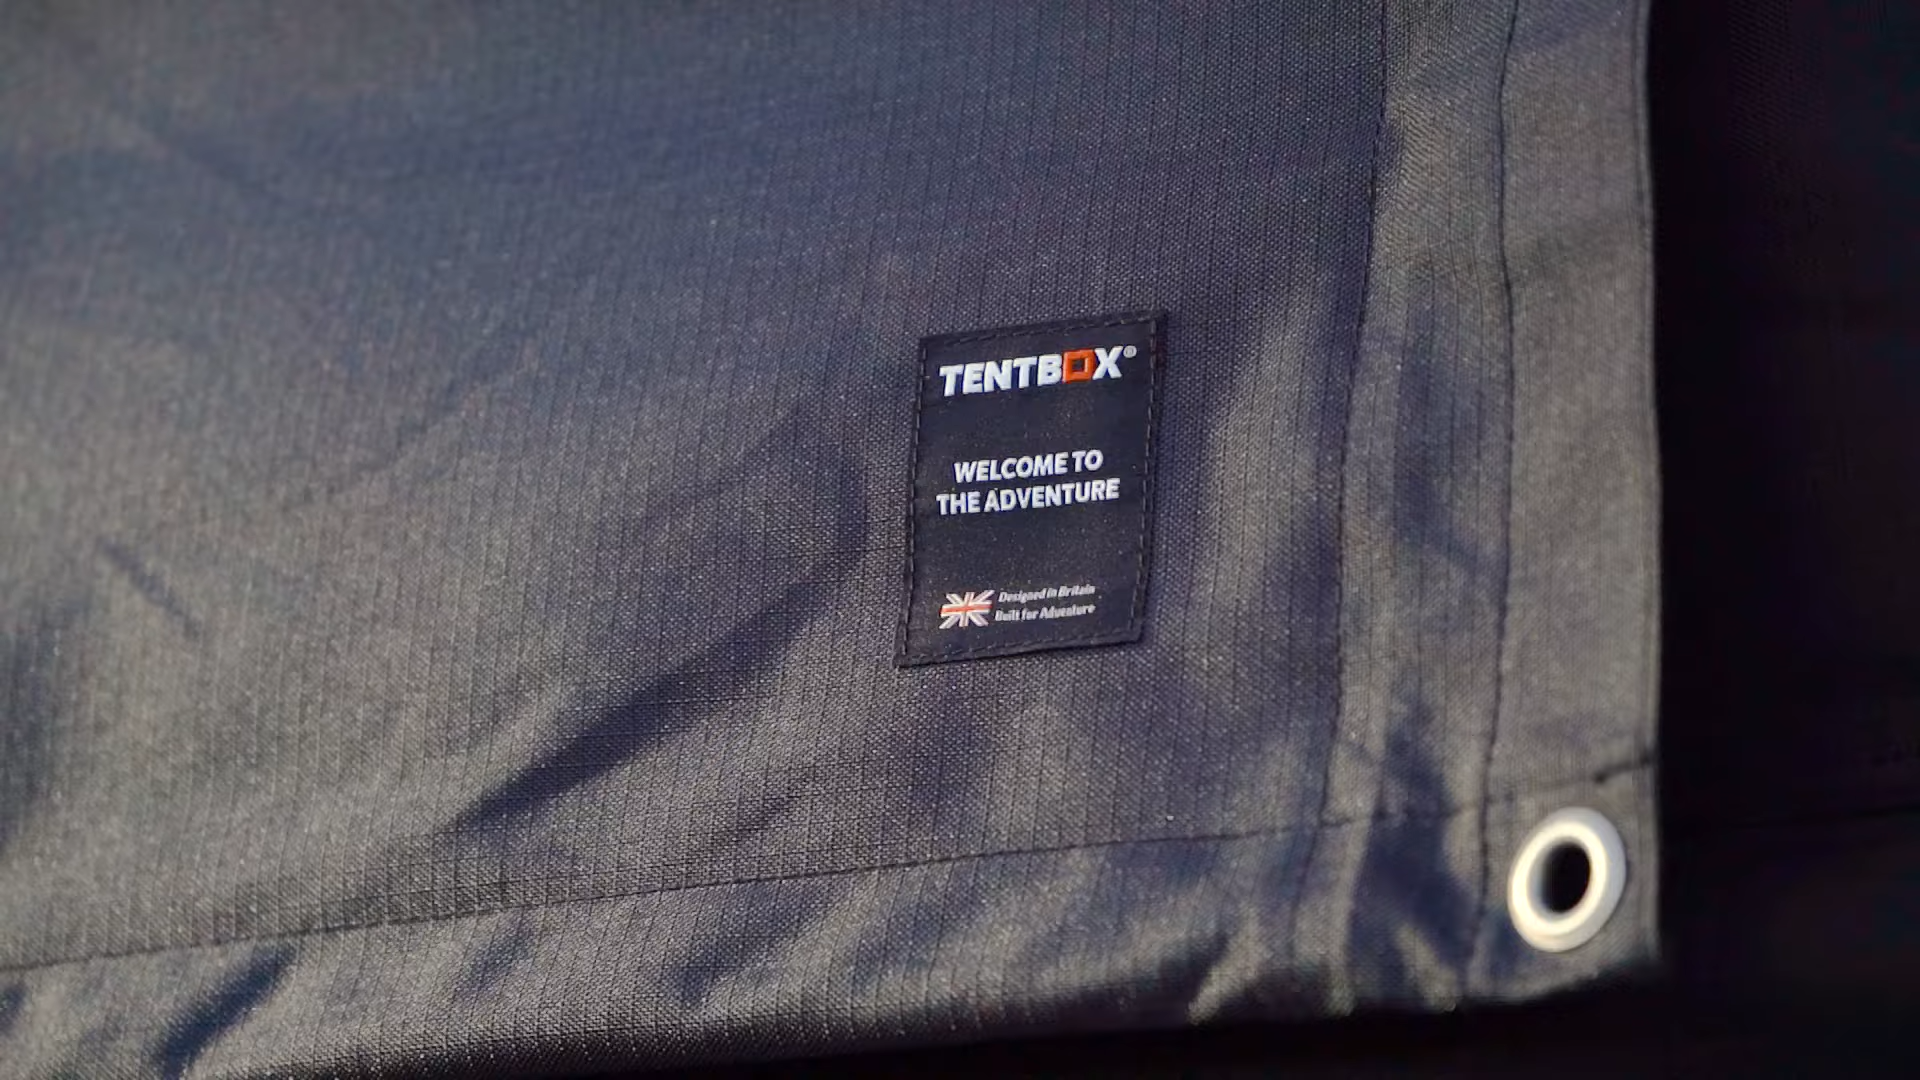 TENTBOX®
WELCOME TO
THE ADVENTURE
Designed in Britain
Built for Adventure